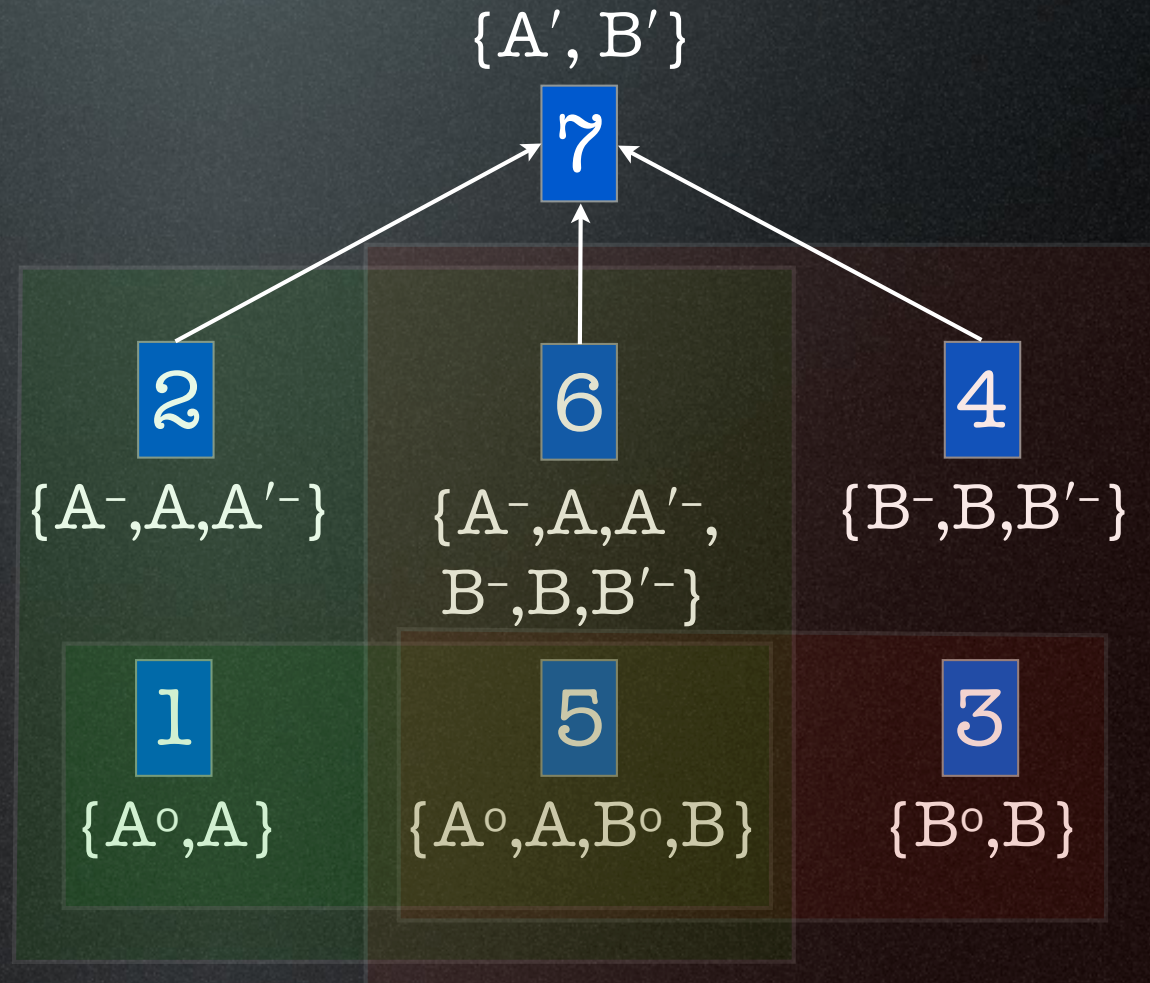 {A′, B′}
7
2
6
4
{A⁻,A,A′⁻}
{A⁻,A,A′⁻,
B⁻,B,B′⁻}
{B⁻,B,B′⁻}
1
5
3
{Aº,A}
{Aº,A,Bº,B}
{Bº,B}